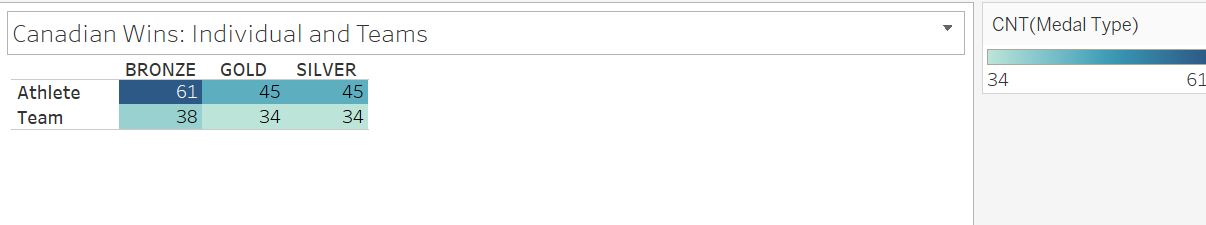 Canadian Wins: Individual and Teams
BRONZE GOLD SILVER
Athlete 61 45 45
Team 38 34 34
CNT(Medal Type)
34 61